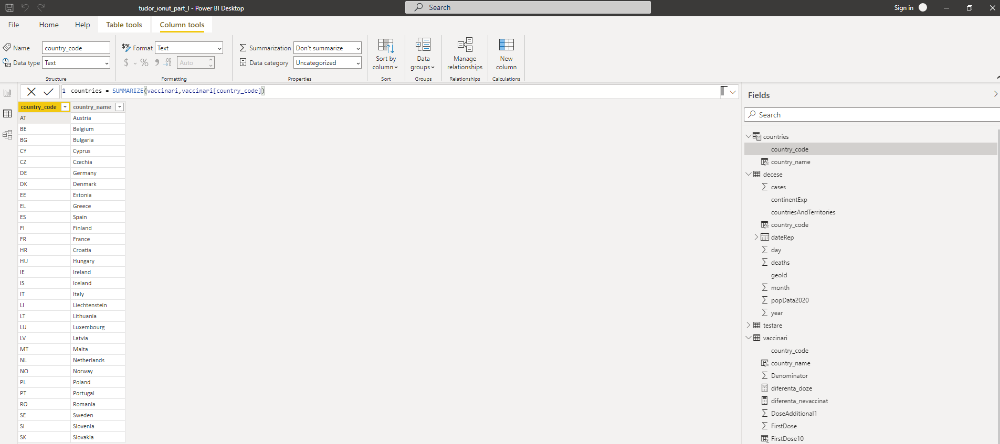 tudor_ionut_part_I - Power BI Desktop
Search
Sign in
File Home Help Table tools Column tools
Name country_code
Data type Text
Structure
Format Text
$ % 9 .00 Auto
Formatting
Summarization Don't summarize
Data category Uncategorized
Properties
Sort by
column
Sort
Data
groups
Groups
Manage
relationships
Relationships
New
column
Calculations
1 countries = SUMMARIZE(vaccinari,vaccinari[country_code])
country_code country_name
AT Austria
BE Belgium
BG Bulgaria
CY Cyprus
CZ Czechia
DE Germany
DK Denmark
EE Estonia
EL Greece
ES Spain
FI Finland
FR France
HR Croatia
HU Hungary
IE Ireland
IS Iceland
IT Italy
LI Liechtenstein
LT Lithuania
LU Luxembourg
LV Latvia
MT Malta
NL Netherlands
NO Norway
PL Poland
PT Portugal
RO Romania
SE Sweden
SI Slovenia
SK Slovakia
Fields
Search
countries
country_code
country_name
decese
cases
continentExp
countriesAndTerritories
country_code
dateRep
day
deaths
geoId
month
popData2020
year
testare
vaccinari
country_code
country_name
Denominator
diferenta_doze
diferenta_nevaccinat
DoseAdditional1
FirstDose
FirstDose10